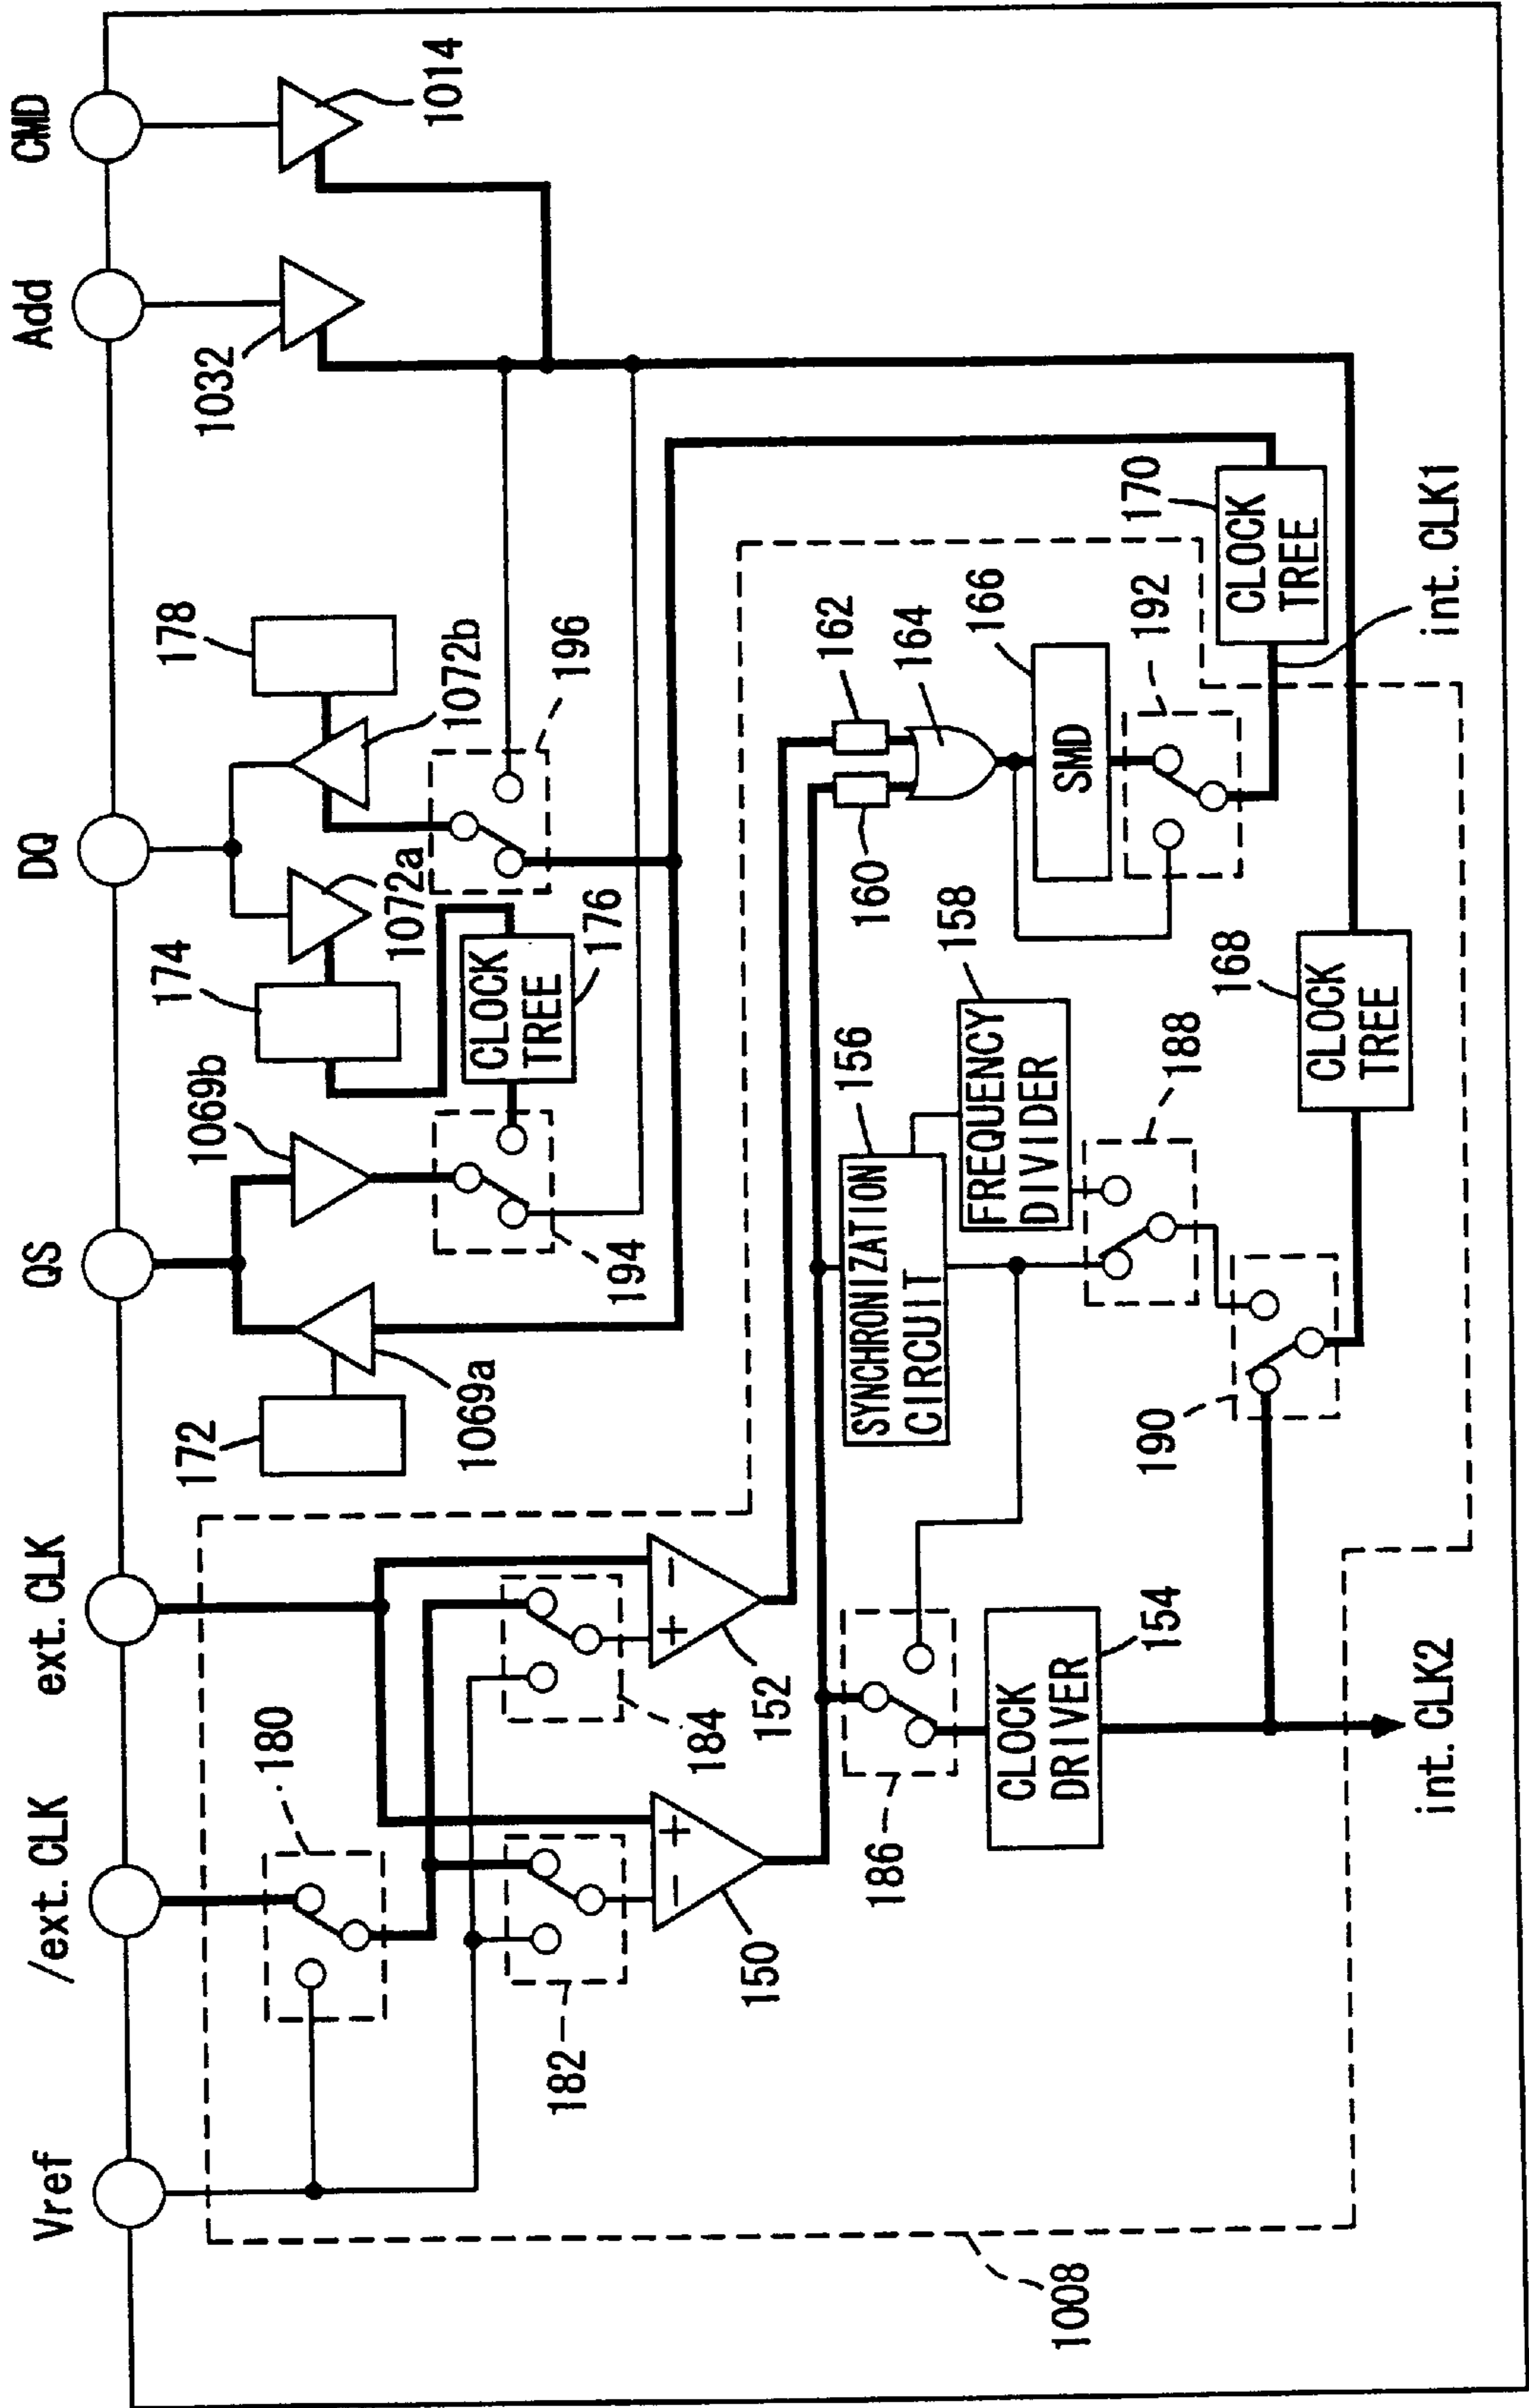 Vref
/ext. CLK
ext. CLK
QS
DQ
Add
CMD
180
172
1069a
1069b
174
1072a
178
1072b
1032
1014
182
184
194
CLOCK
TREE
176
196
+
−
+
−
150
152
186
SYNCHRONIZATION
CIRCUIT
156
FREQUENCY
DIVIDER
158
160
162
164
SMD
166
CLOCK
DRIVER
154
188
190
192
CLOCK
TREE
168
CLOCK
TREE
170
int. CLK1
int. CLK2
1008